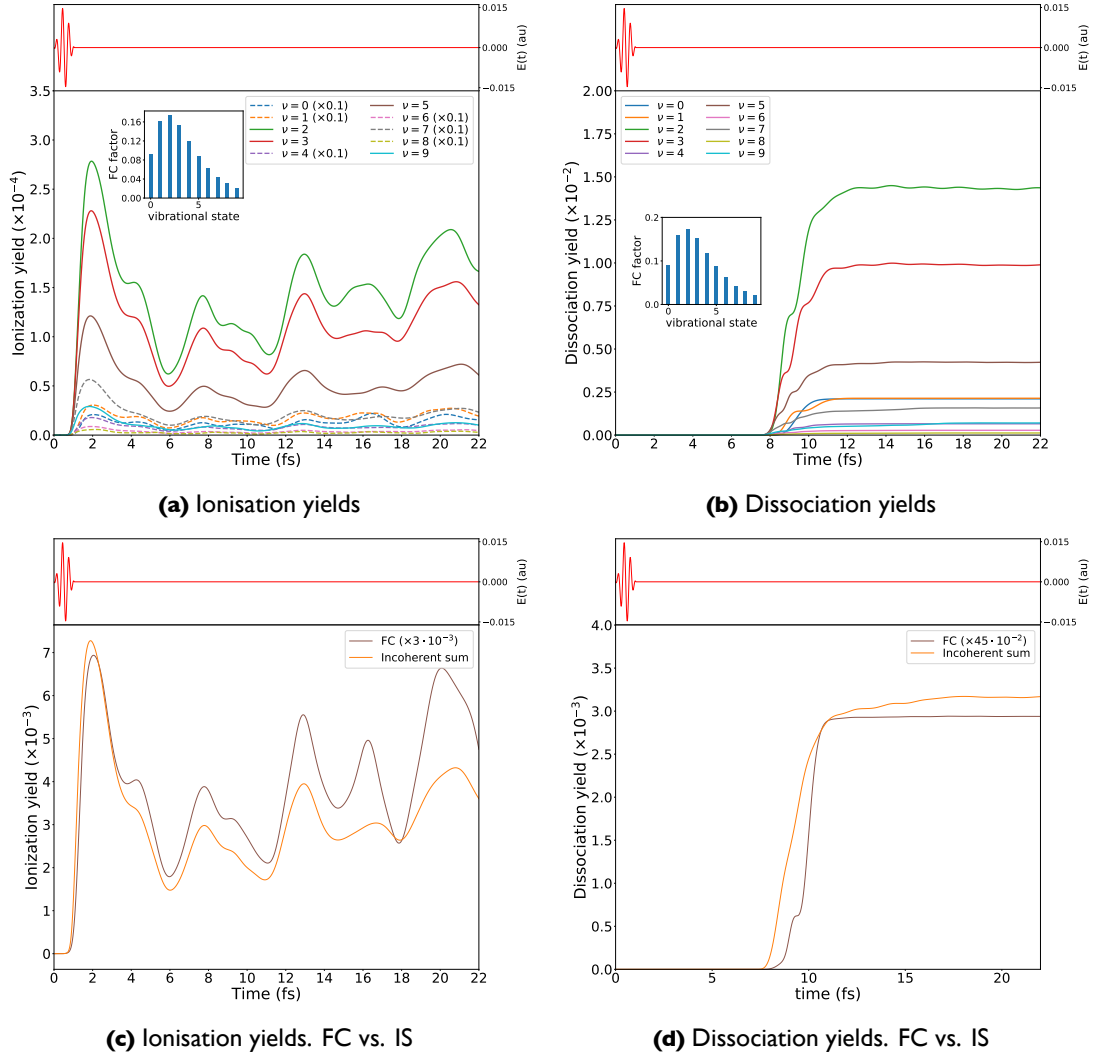 0.015
0.000
−0.015
E(t) (au)
3.5
3.0
2.5
2.0
1.5
1.0
0.5
0.0
Ionization yield (×10⁻⁴)
ν = 0 (×0.1)
ν = 1 (×0.1)
ν = 2
ν = 3
ν = 4 (×0.1)
ν = 5
ν = 6 (×0.1)
ν = 7 (×0.1)
ν = 8 (×0.1)
ν = 9
0.16
0.12
0.08
0.04
0.00
FC factor
0 5
vibrational state
0 2 4 6 8 10 12 14 16 18 20 22
Time (fs)
(a) Ionisation yields
0.015
0.000
−0.015
E(t) (au)
2.00
1.75
1.50
1.25
1.00
0.75
0.50
0.25
0.00
Dissociation yield (×10⁻²)
ν = 0
ν = 1
ν = 2
ν = 3
ν = 4
ν = 5
ν = 6
ν = 7
ν = 8
ν = 9
0.2
0.1
0.0
FC factor
0 5
vibrational state
0 2 4 6 8 10 12 14 16 18 20 22
Time (fs)
(b) Dissociation yields
0.015
0.000
−0.015
E(t) (au)
7
6
5
4
3
2
1
0
Ionization yield (×10⁻³)
FC (×3 · 10⁻³)
Incoherent sum
0 2 4 6 8 10 12 14 16 18 20 22
Time (fs)
(c) Ionisation yields. FC vs. IS
0.015
0.000
−0.015
E(t) (au)
4.0
3.5
3.0
2.5
2.0
1.5
1.0
0.5
0.0
Dissociation yield (×10⁻³)
FC (×45 · 10⁻²)
Incoherent sum
0 5 10 15 20
time (fs)
(d) Dissociation yields. FC vs. IS